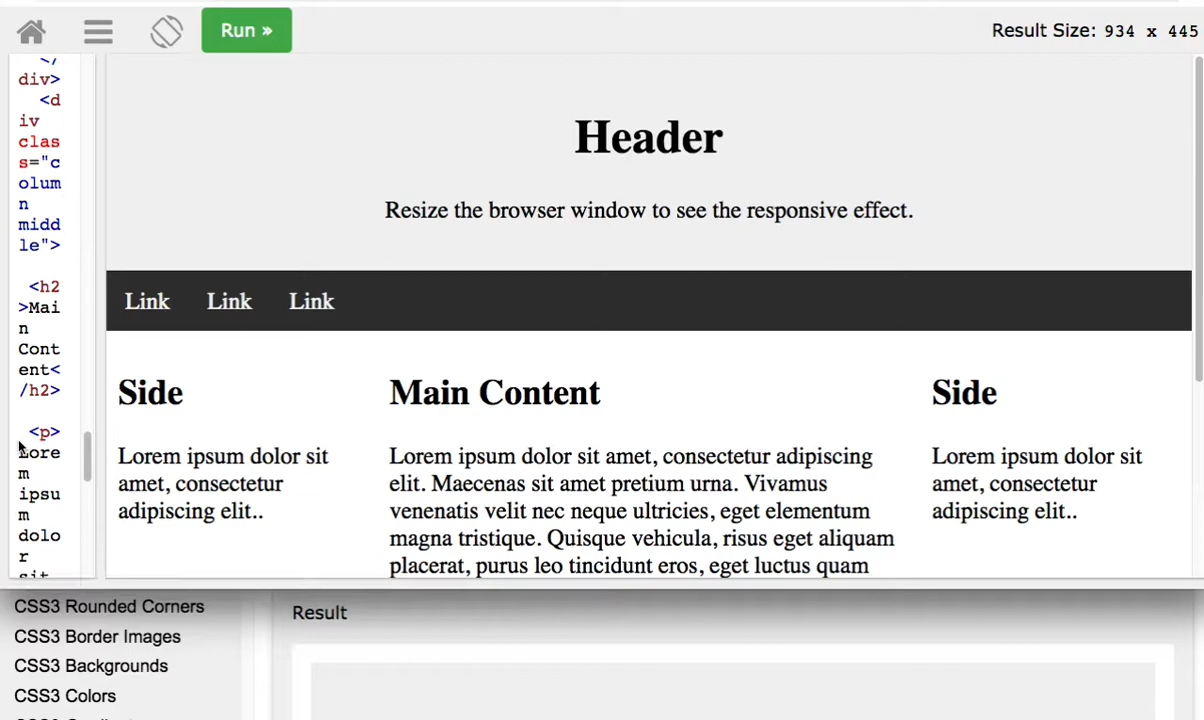 Run »
Result Size: 934 x 445
</
div>
<d
iv
clas
s="c
olum
n
midd
le">
<h2
>Mai
n
Cont
ent<
/h2>
<p>
Lore
m
ipsu
m
dolo
r
sit
Header
Resize the browser window to see the responsive effect.
Link Link Link
Side
Lorem ipsum dolor sit
amet, consectetur
adipiscing elit..
Main Content
Lorem ipsum dolor sit amet, consectetur adipiscing
elit. Maecenas sit amet pretium urna. Vivamus
venenatis velit nec neque ultricies, eget elementum
magna tristique. Quisque vehicula, risus eget aliquam
placerat, purus leo tincidunt eros, eget luctus quam
Side
Lorem ipsum dolor sit
amet, consectetur
adipiscing elit..
CSS3 Rounded Corners
CSS3 Border Images
CSS3 Backgrounds
CSS3 Colors
Result